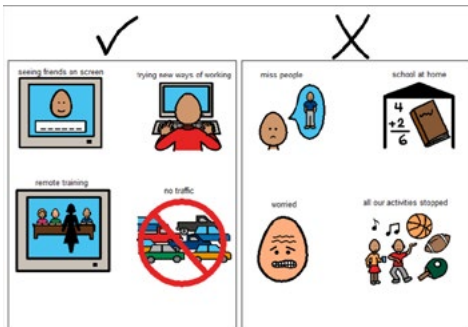 seeing friends on screen
trying new ways of working
miss people
school at home
4
+2
6
remote training
no traffic
worried
all our activities stopped